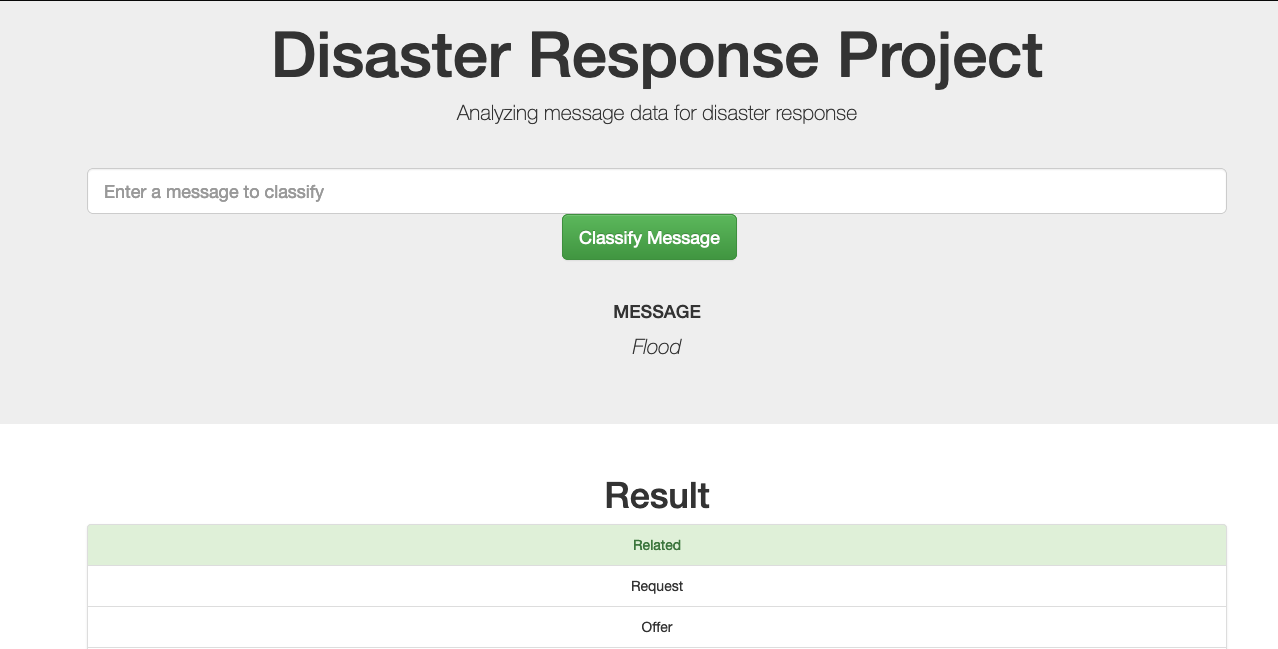 Disaster Response Project
Analyzing message data for disaster response
Enter a message to classify
Classify Message
MESSAGE
Flood
Result
Related
Request
Offer